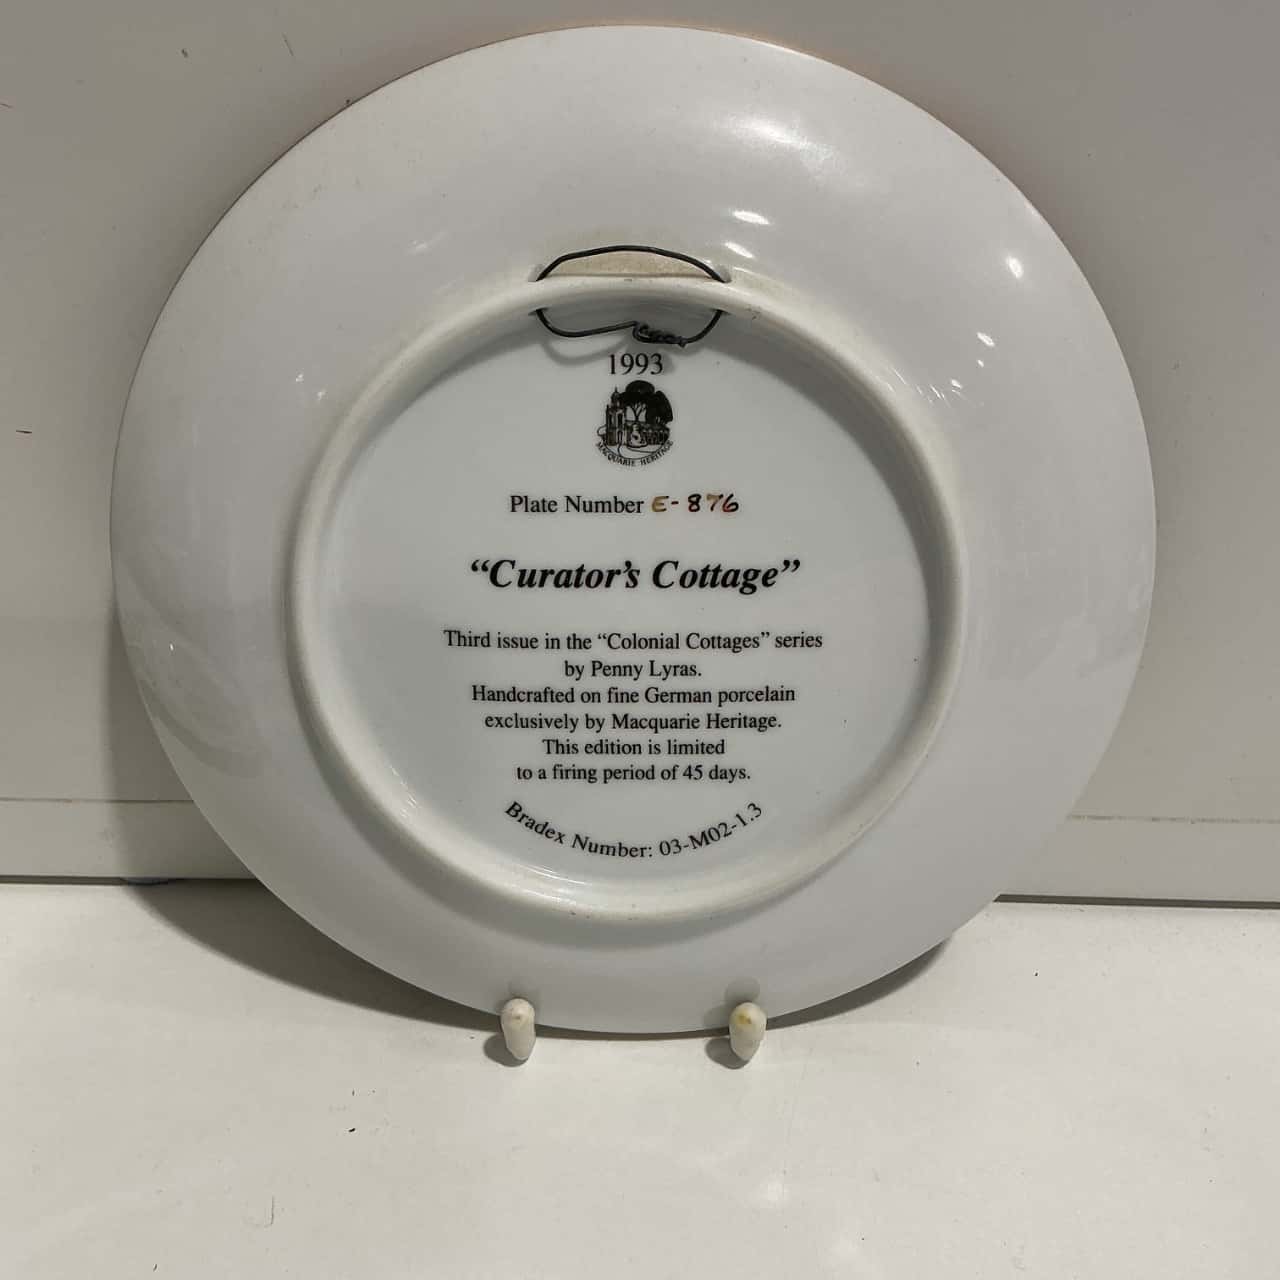 1993
MACQUARIE HERITAGE
Plate Number E-876
“Curator’s Cottage”
Third issue in the “Colonial Cottages” series
by Penny Lyras.
Handcrafted on fine German porcelain
exclusively by Macquarie Heritage.
This edition is limited
to a firing period of 45 days.
Bradex Number: 03-M02-1.3